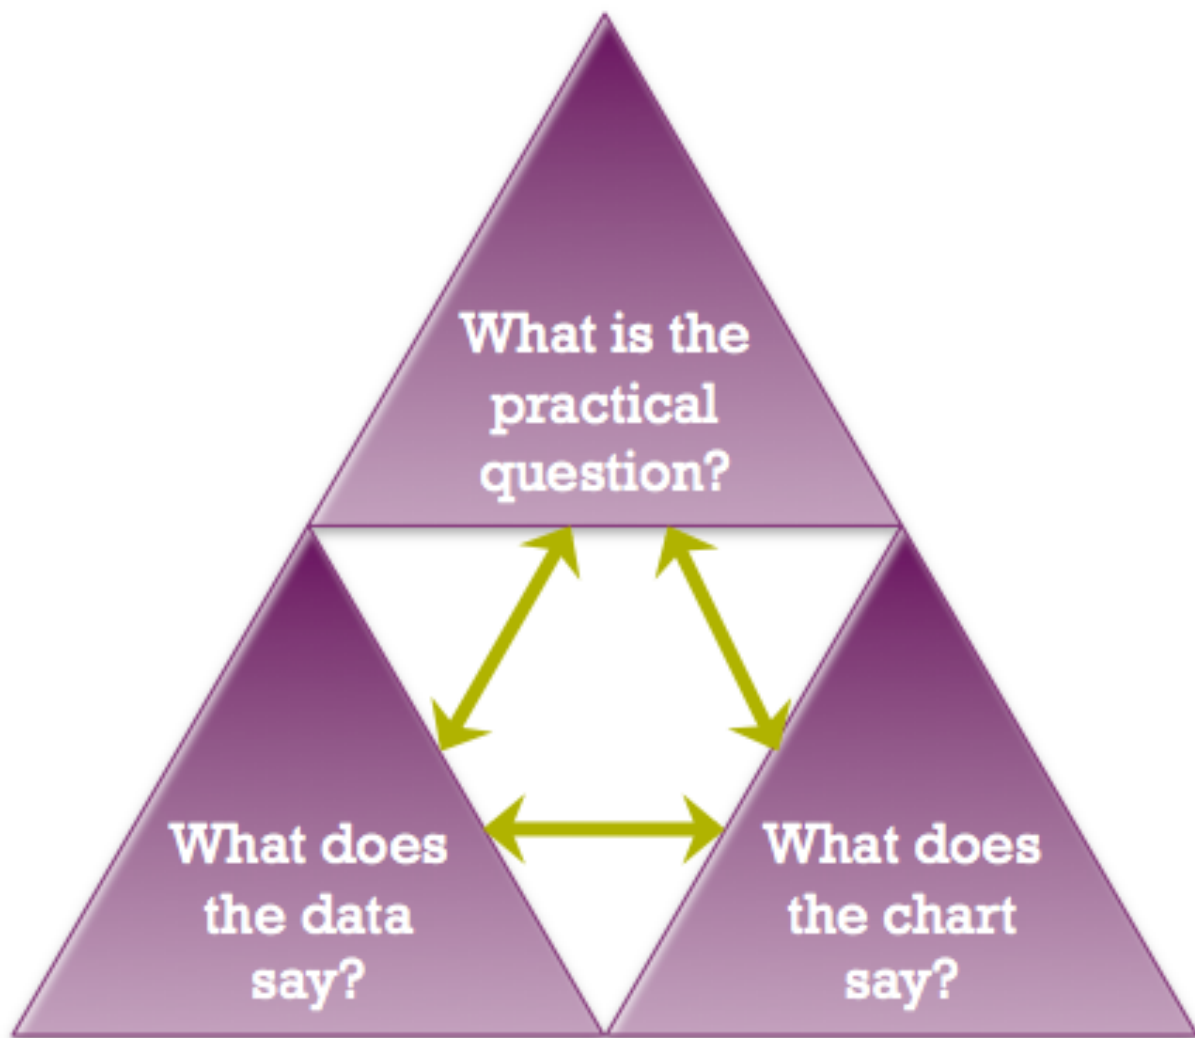 What is the
practical
question?
What does
the data
say?
What does
the chart
say?